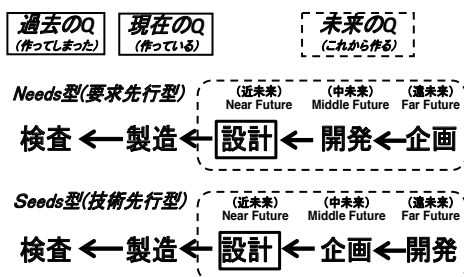 過去のQ 現在のQ 未来のQ
(作ってしまった) (作っている) (これから作る)
Needs型(要求先行型) (近未来) (中未来) (遠未来)
Near Future Middle Future Far Future
検査 製造 設計 開発 企画
Seeds型(技術先行型) (近未来) (中未来) (遠未来)
Near Future Middle Future Far Future
検査 製造 設計 企画 開発